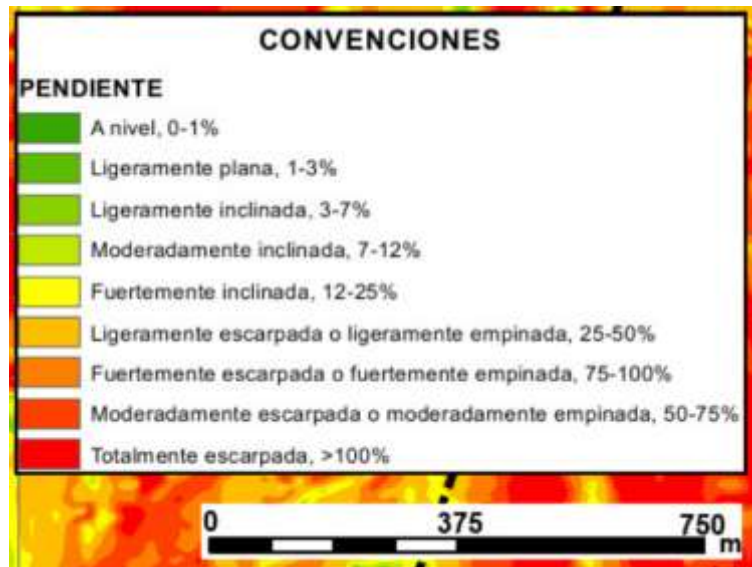 CONVENCIONES
PENDIENTE
A nivel, 0-1%
Ligeramente plana, 1-3%
Ligeramente inclinada, 3-7%
Moderadamente inclinada, 7-12%
Fuertemente inclinada, 12-25%
Ligeramente escarpada o ligeramente empinada, 25-50%
Fuertemente escarpada o fuertemente empinada, 75-100%
Moderadamente escarpada o moderadamente empinada, 50-75%
Totalmente escarpada, >100%
0 375 750
m